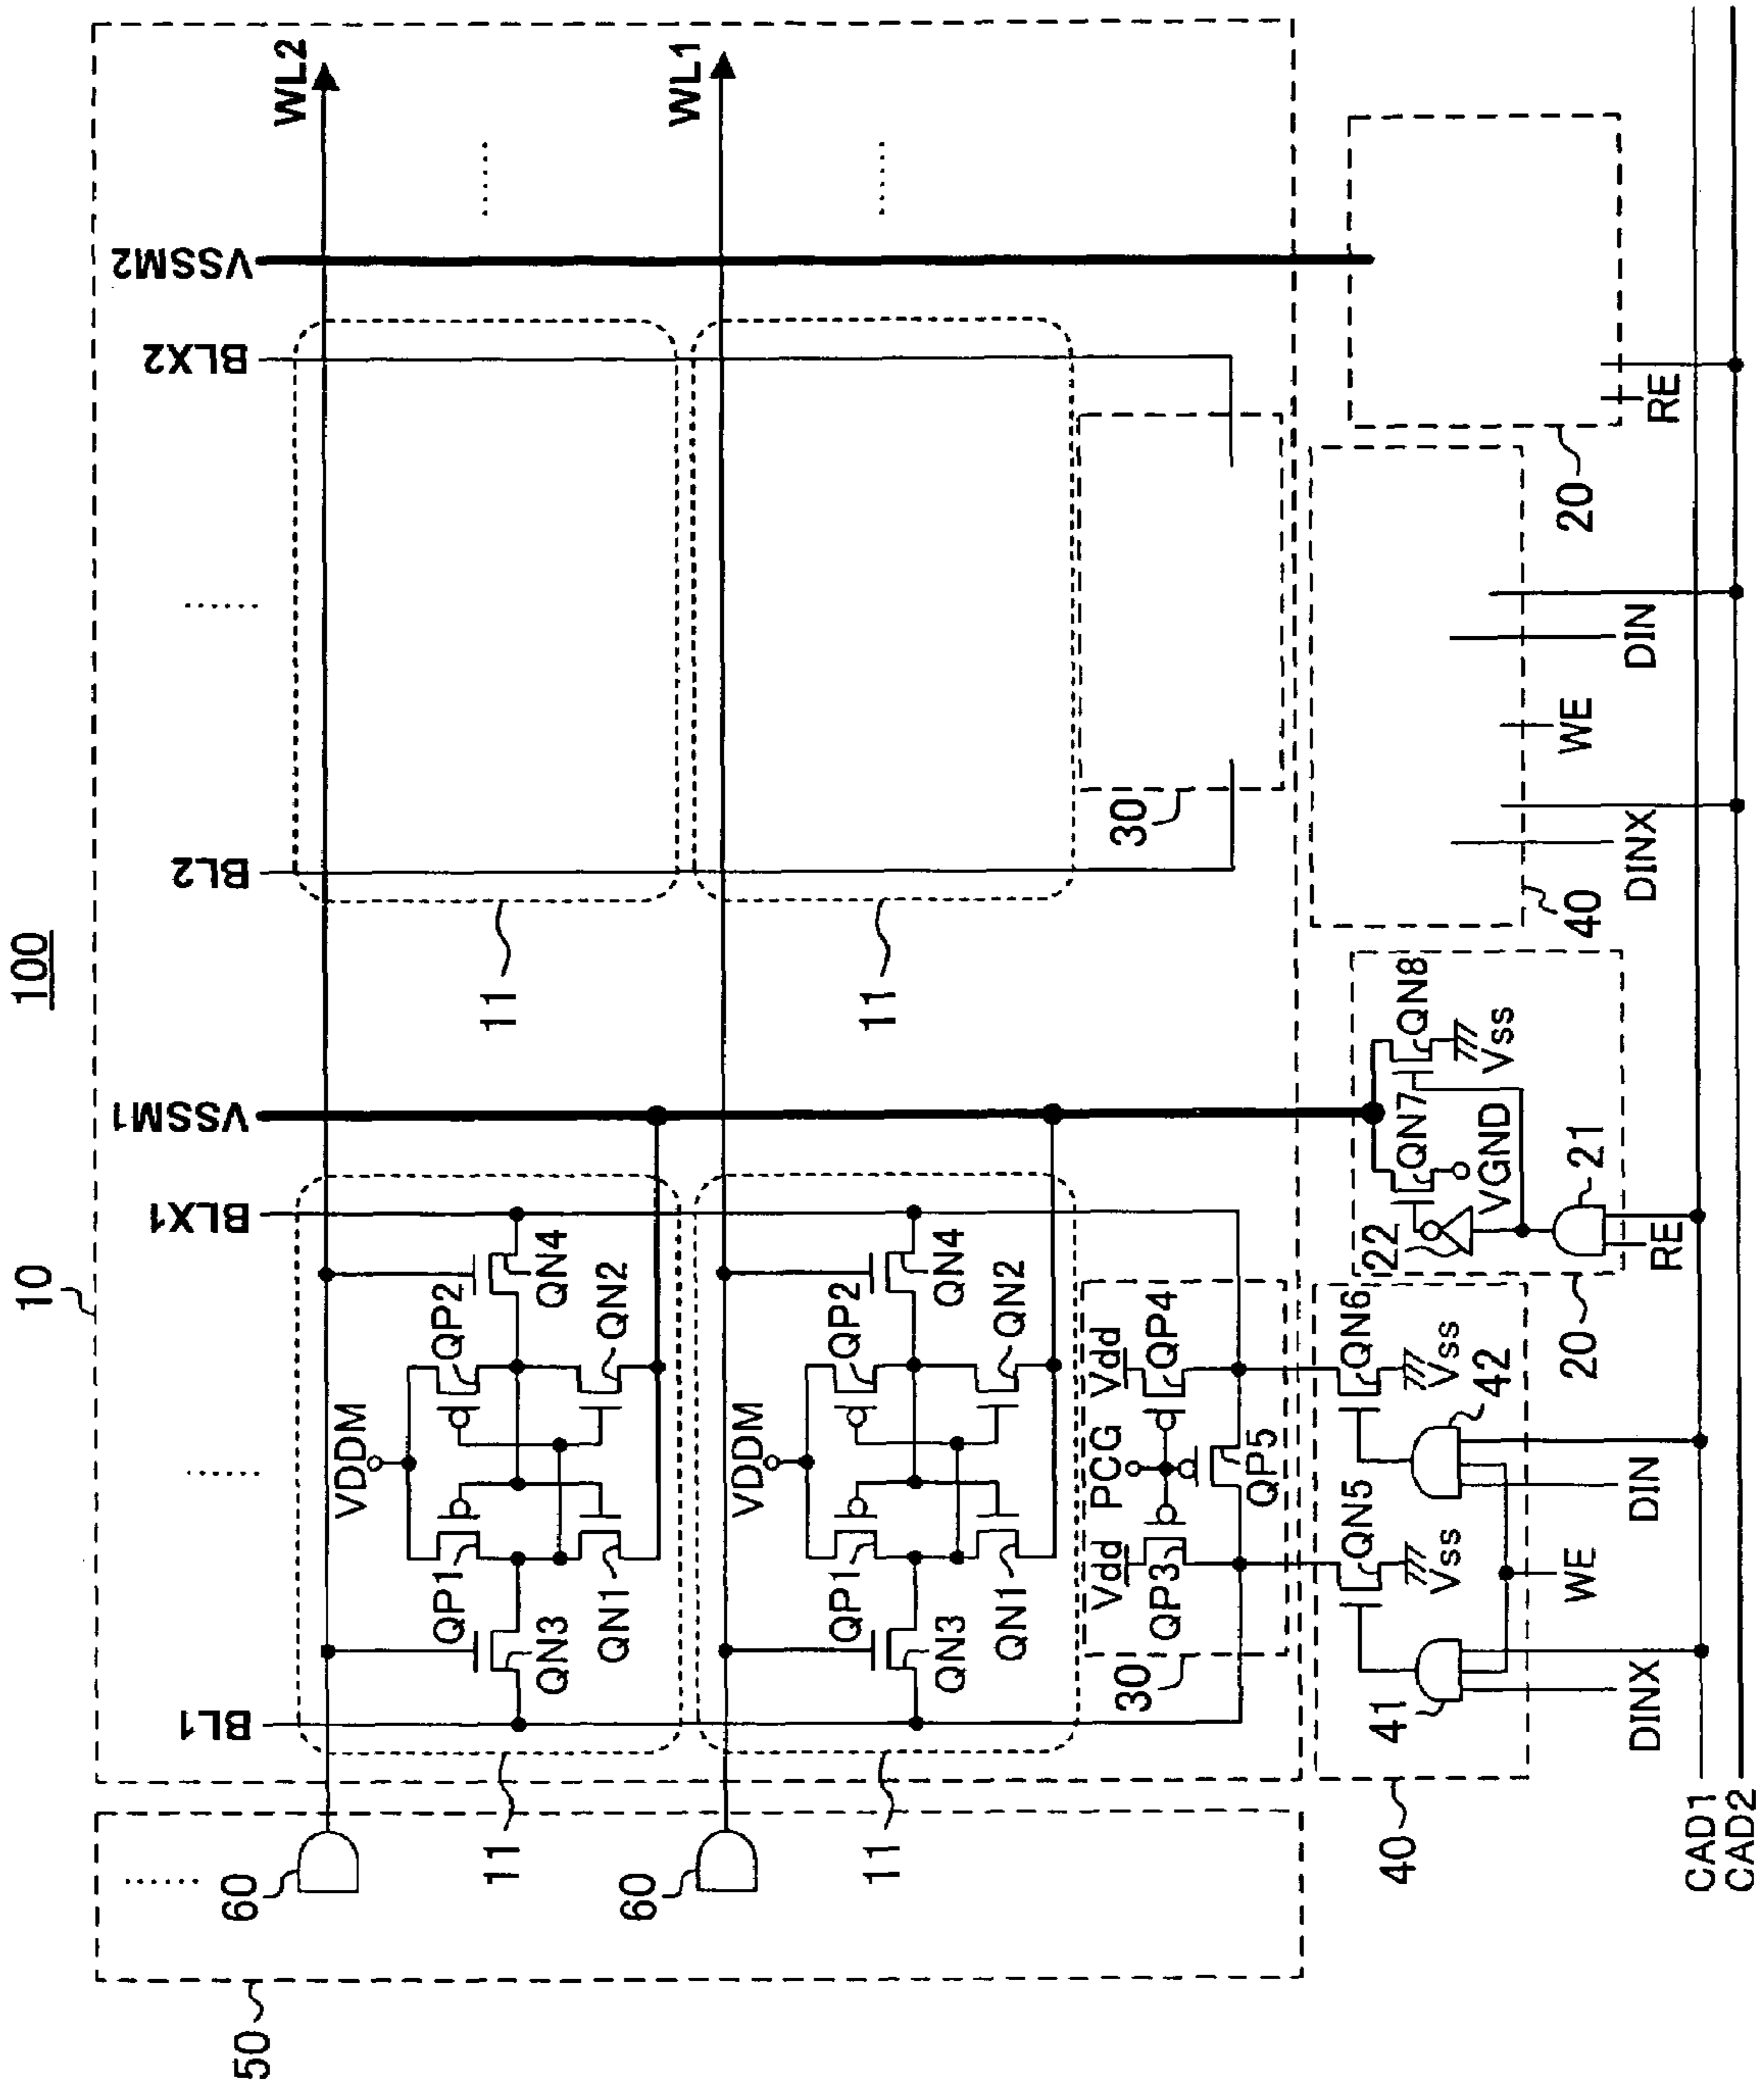 100
10
50
WL2
WL1
VSSM2
BLX2
BL2
VSSM1
BLX1
BL1
60
60
11
11
11
11
VDDM
QP1
QP2
QN1
QN2
QN3
QN4
VDDM
QP1
QP2
QN1
QN2
QN3
QN4
30
Vdd
QP3
PCG
Vdd
QP4
QP5
30
40
41
QN5
Vss
42
QN6
Vss
DINX
WE
DIN
20
21
22
QN7
VGND
QN8
Vss
RE
40
DINX
WE
DIN
20
RE
CAD1
CAD2